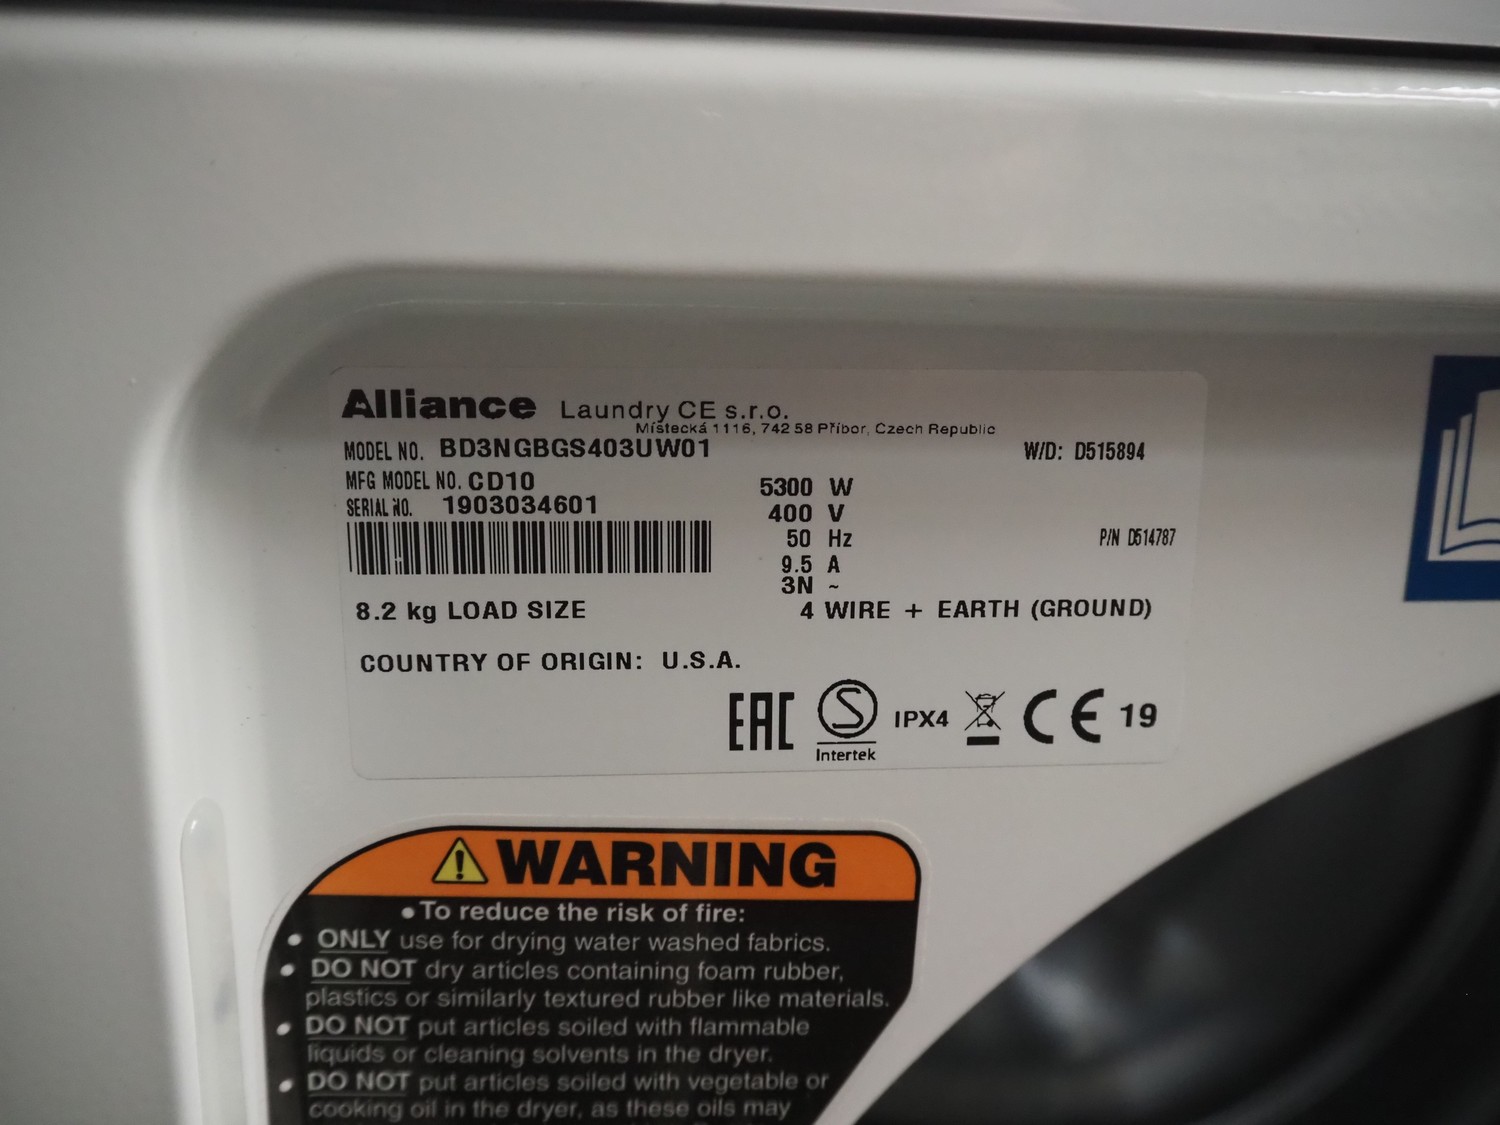 Alliance Laundry CE s.r.o.
Místecká 1116, 742 58 Příbor, Czech Republic
MODEL NO. BD3NGBGS403UW01
W/D: D515894
MFG MODEL NO. CD10
SERIAL NO. 1903034601
5300 W
400 V
50 Hz
P/N D514787
9.5 A
3N ~
8.2 kg LOAD SIZE
4 WIRE + EARTH (GROUND)
COUNTRY OF ORIGIN: U.S.A.
EAC S IPX4 CE 19
Intertek
WARNING
• To reduce the risk of fire:
• ONLY use for drying water washed fabrics.
• DO NOT dry articles containing foam rubber,
plastics or similarly textured rubber like materials.
• DO NOT put articles soiled with flammable
liquids or cleaning solvents in the dryer.
• DO NOT put articles soiled with vegetable or
cooking oil in the dryer, as these oils may